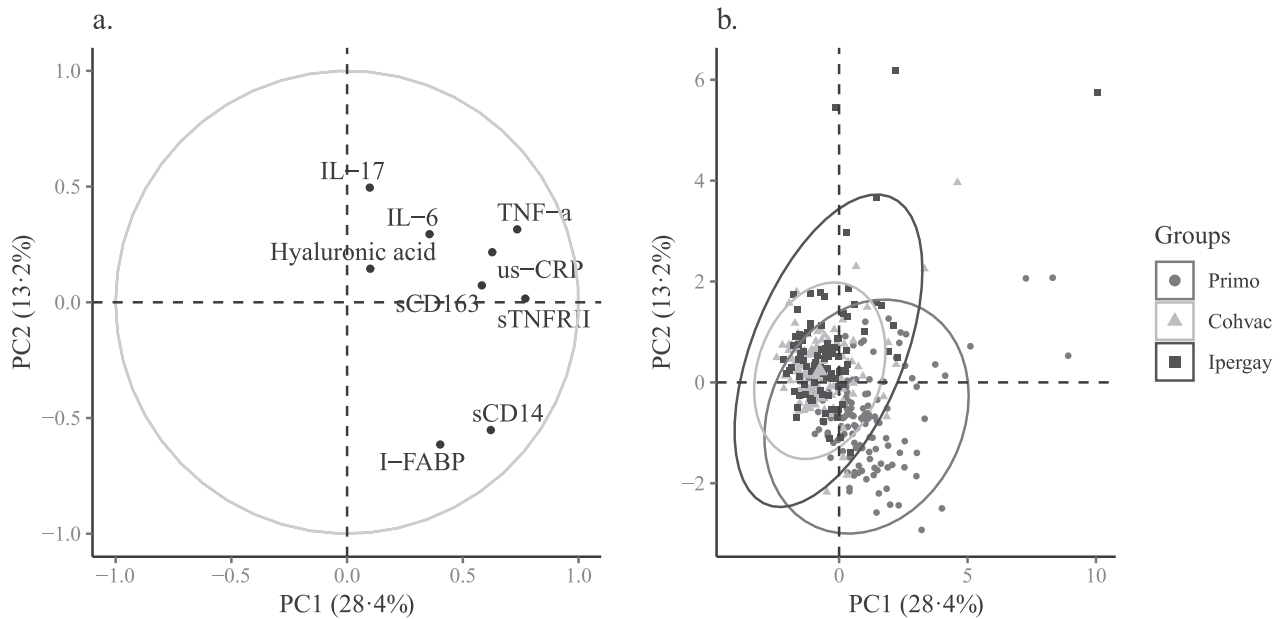 a.
1.0
0.5
0.0
−0.5
−1.0
PC2 (13·2%)
IL−17
IL−6
TNF−a
Hyaluronic acid
us−CRP
sCD163
sTNFRII
sCD14
I−FABP
−1.0
−0.5
0.0
0.5
1.0
PC1 (28·4%)
b.
6
4
2
0
−2
PC2 (13·2%)
0
5
10
PC1 (28·4%)
Groups
Primo
Cohvac
Ipergay